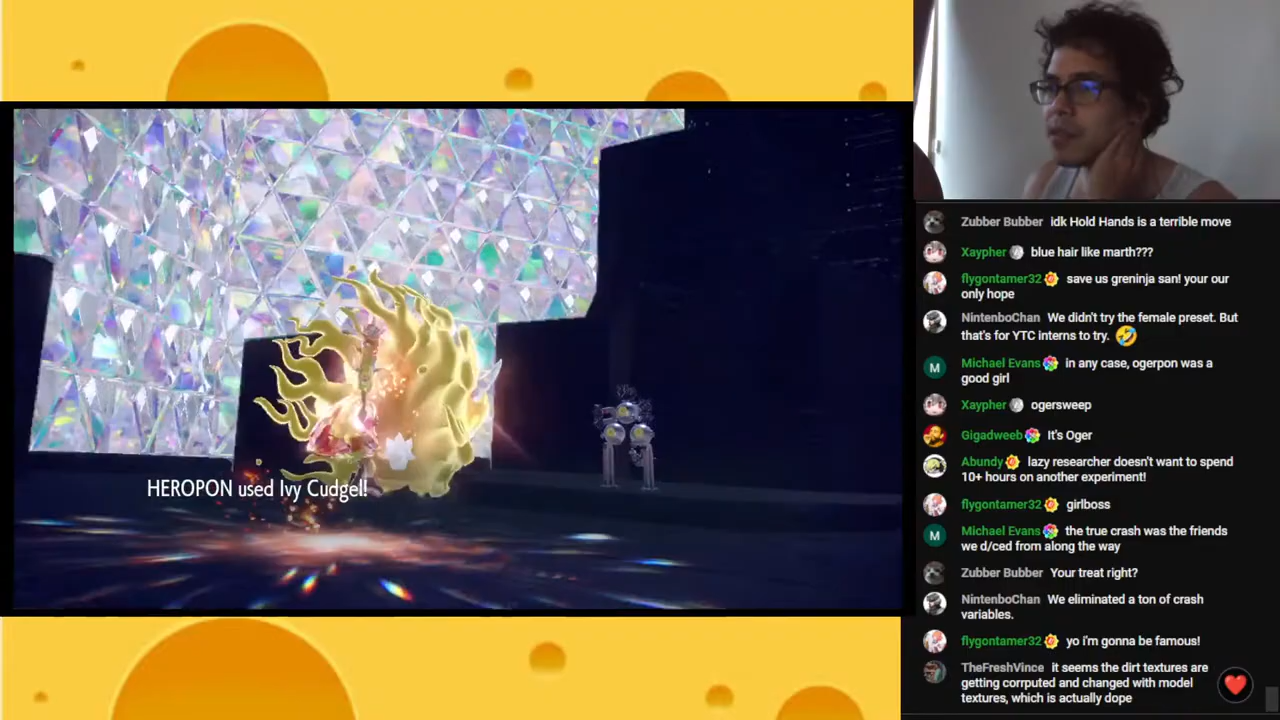 HEROPON used Ivy Cudgel!
Zubber Bubber idk Hold Hands is a terrible move
Xaypher blue hair like marth???
flygontamer32 save us greninja san! your our
only hope
NintenboChan We didn't try the female preset. But
that's for YTC interns to try. 🤣
Michael Evans in any case, ogerpon was a
good girl
Xaypher ogersweep
Gigadweeb It's Oger
Abundy lazy researcher doesn't want to spend
10+ hours on another experiment!
flygontamer32 girlboss
M
Michael Evans the true crash was the friends
we d/ced from along the way
Zubber Bubber Your treat right?
NintenboChan We eliminated a ton of crash
variables.
flygontamer32 yo i'm gonna be famous!
TheFreshVince it seems the dirt textures are
getting corrputed and changed with model
textures, which is actually dope